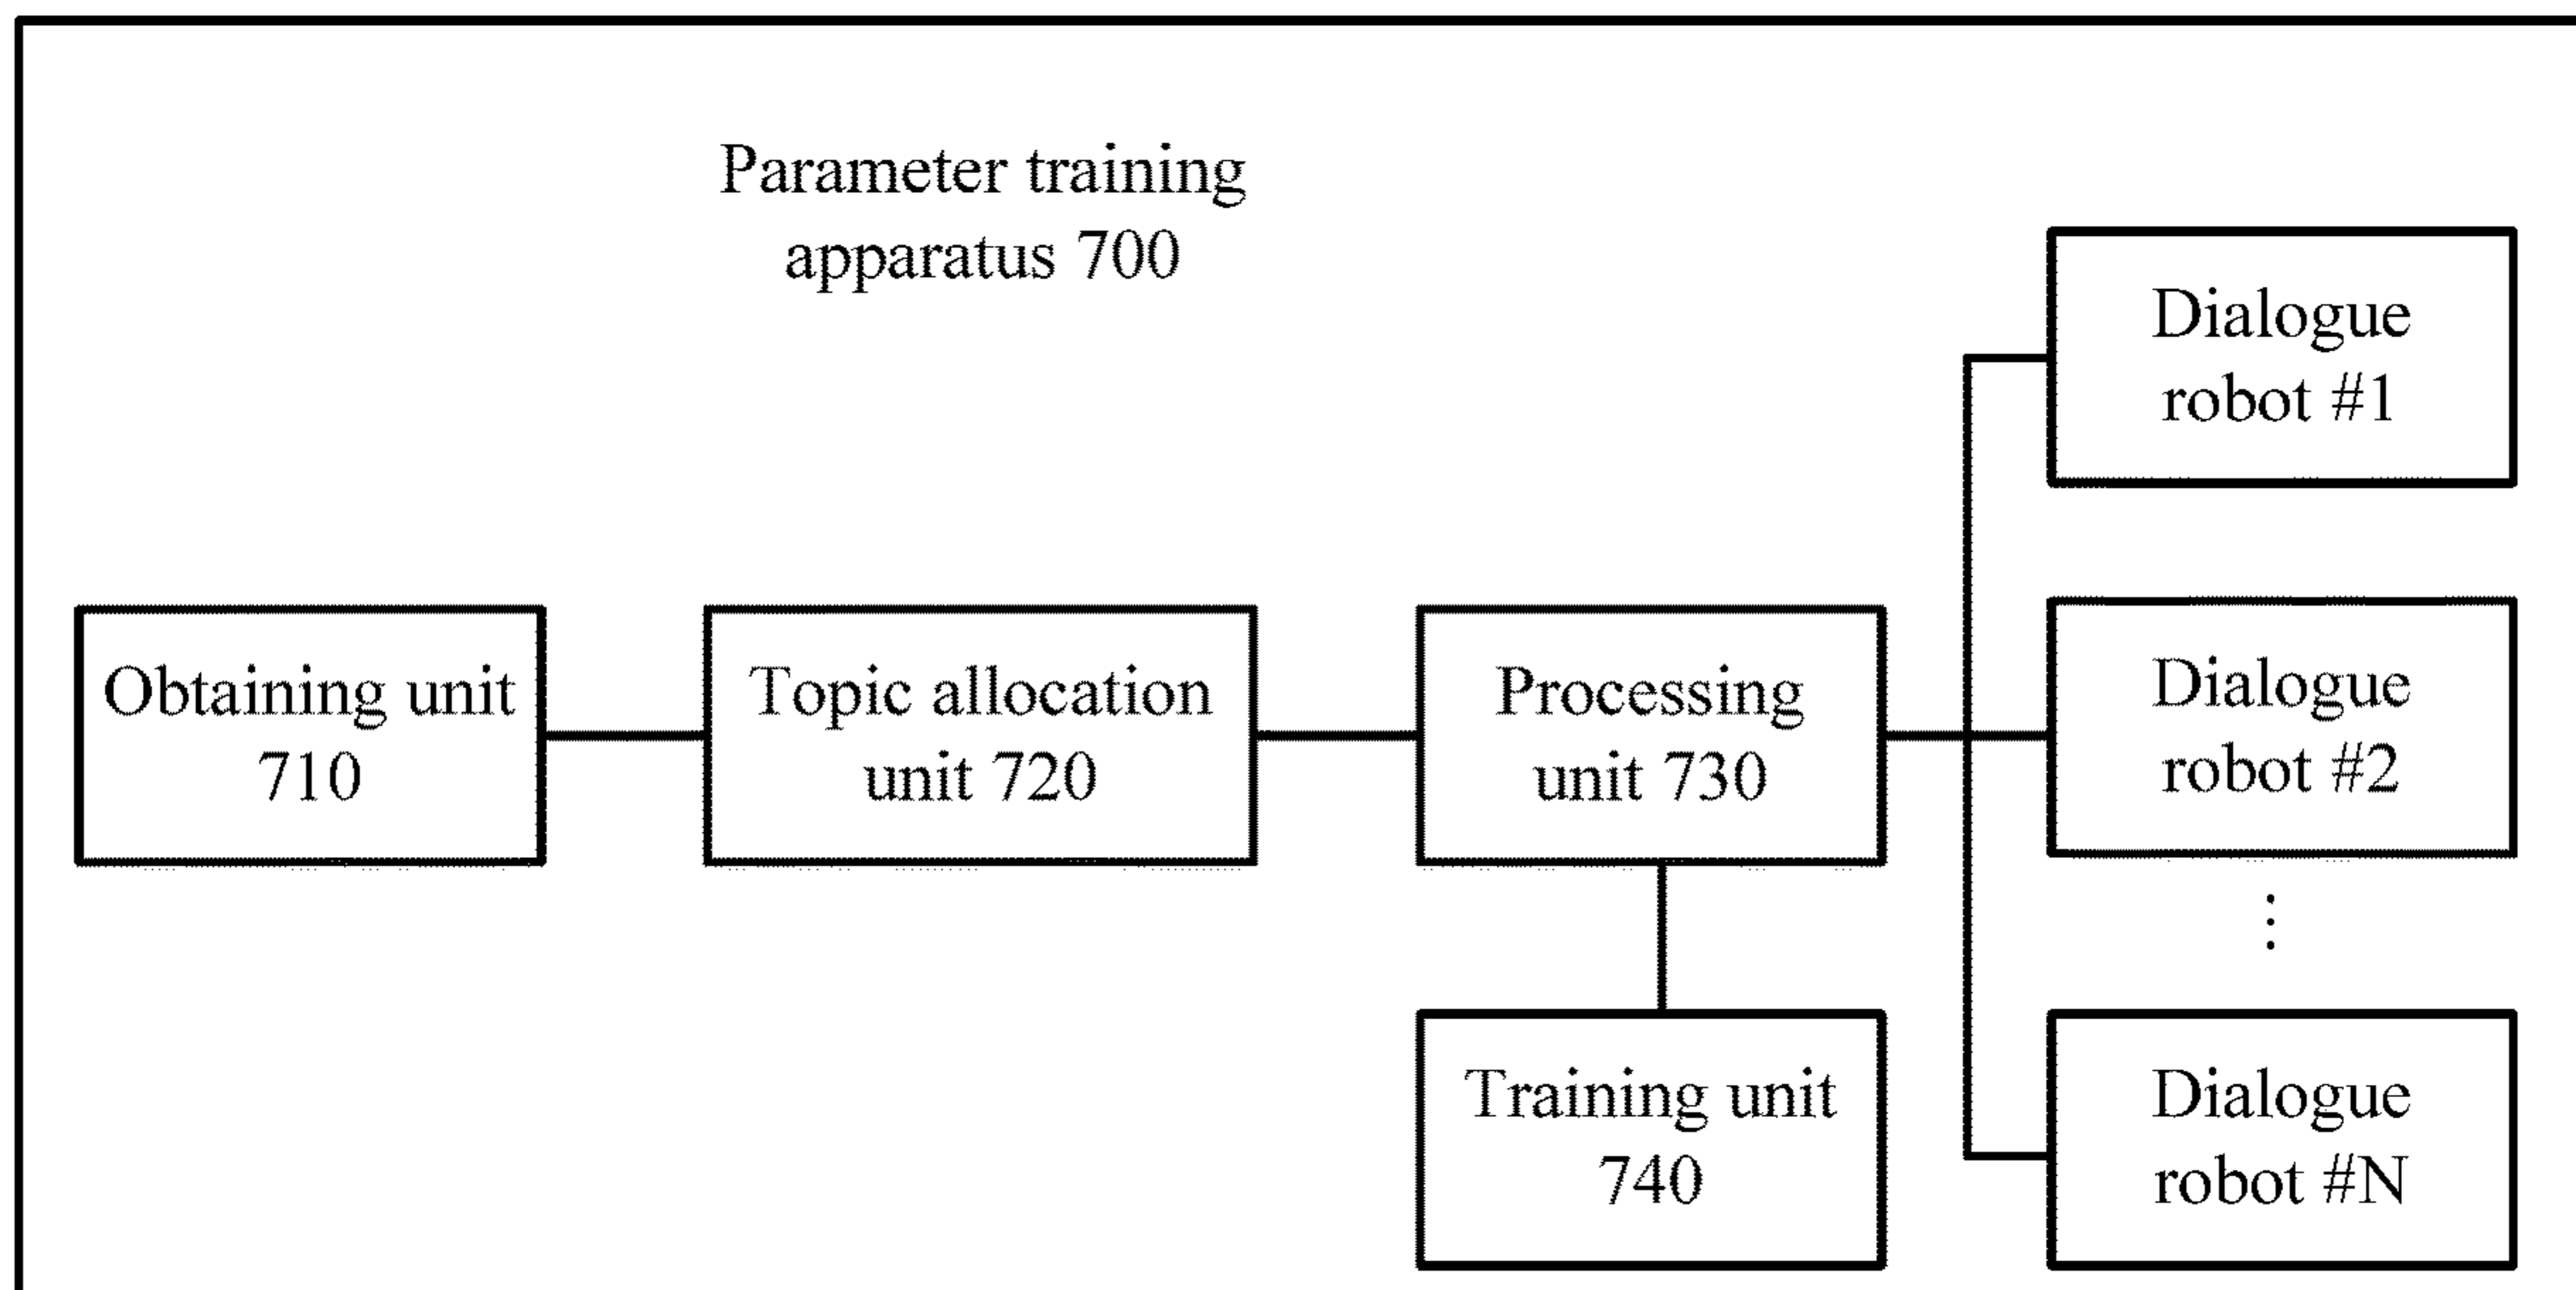 Parameter training
apparatus 700
Obtaining unit
710
Topic allocation
unit 720
Processing
unit 730
Training unit
740
Dialogue
robot #1
Dialogue
robot #2
⋮
Dialogue
robot #N